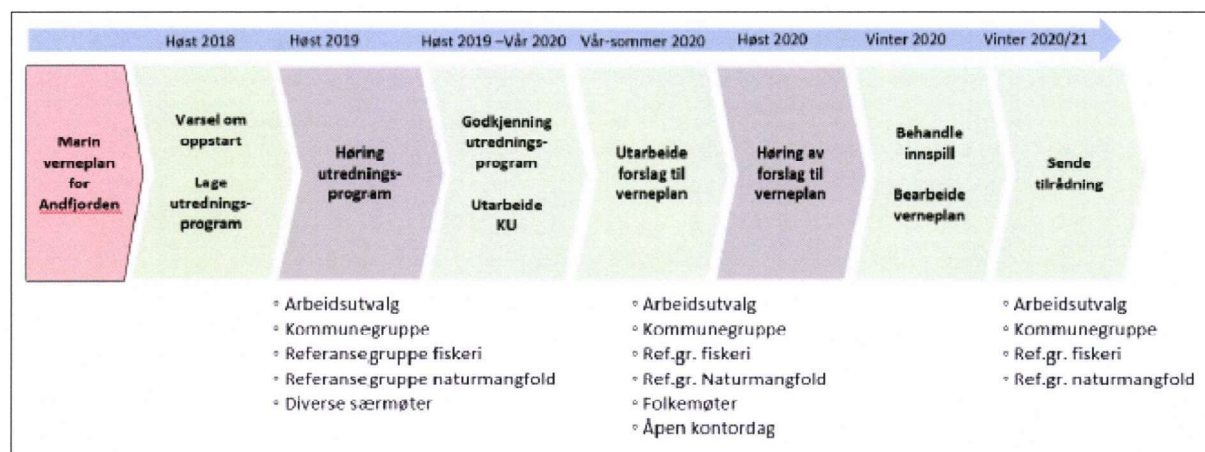 Høst 2018 Høst 2019 Høst 2019 –Vår 2020 Vår-sommer 2020 Høst 2020 Vinter 2020 Vinter 2020/21
Marin
verneplan
for
Andfjorden
Varsel om
oppstart
Lage
utrednings-
program
Høring
utrednings-
program
Godkjenning
utrednings-
program
Utarbeide
KU
Utarbeide
forslag til
verneplan
Høring av
forslag til
verneplan
Behandle
innspill
Bearbeide
verneplan
Sende
tilrådning
◦ Arbeidsutvalg
◦ Kommunegruppe
◦ Referansegruppe fiskeri
◦ Referansegruppe naturmangfold
◦ Diverse særmøter
◦ Arbeidsutvalg
◦ Kommunegruppe
◦ Ref.gr. fiskeri
◦ Ref.gr. Naturmangfold
◦ Folkemøter
◦ Åpen kontordag
◦ Arbeidsutvalg
◦ Kommunegruppe
◦ Ref.gr. fiskeri
◦ Ref.gr. naturmangfold